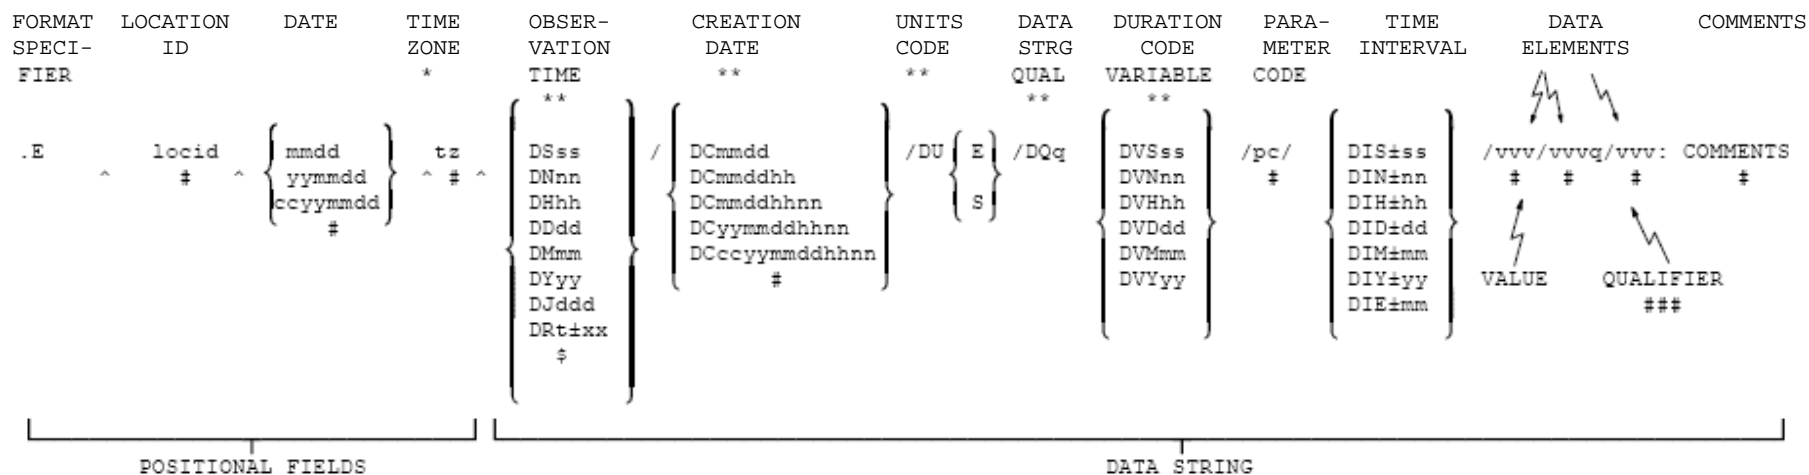 FORMAT LOCATION DATE TIME OBSER- CREATION UNITS DATA DURATION PARA- TIME DATA COMMENTS
SPECI- ID ZONE VATION DATE CODE STRG CODE METER INTERVAL ELEMENTS
FIER * TIME ** ** QUAL VARIABLE CODE
** ** **
.E locid mmdd tz DSss / DCmmdd /DU E /DQq DVSss /pc/ DIS±ss /vvv/vvvq/vvv: COMMENTS
^ # ^ yymmdd ^ # ^ DNnn DCmmddhh DVNnn # DIN±nn # # # #
ccyymmdd DHhh DCmmddhhnn S DVHhh DIH±hh
# DDdd DCyymmddhhnn DVDdd DID±dd
DMmm DCccyymmddhhnn DVMmm DIM±mm
DYyy # DVYyy DIY±yy VALUE QUALIFIER
DJddd DIE±mm ###
DRt±xx
$
POSITIONAL FIELDS DATA STRING